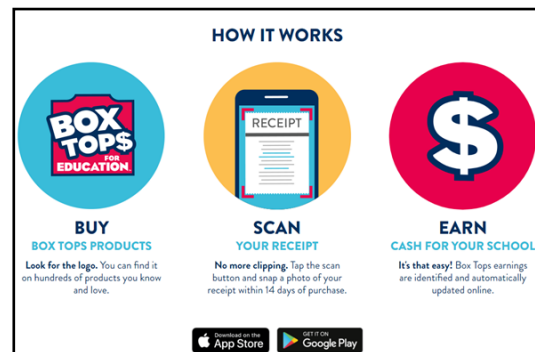 HOW IT WORKS
BOX
TOPS
FOR
EDUCATION
BUY
BOX TOPS PRODUCTS
Look for the logo. You can find it
on hundreds of products you know
and love.
RECEIPT
SCAN
YOUR RECEIPT
No more clipping. Tap the scan
button and snap a photo of your
receipt within 14 days of purchase.
$
EARN
CASH FOR YOUR SCHOOL
It's that easy! Box Tops earnings
are identified and automatically
updated online.
Download on the
App Store
GET IT ON
Google Play